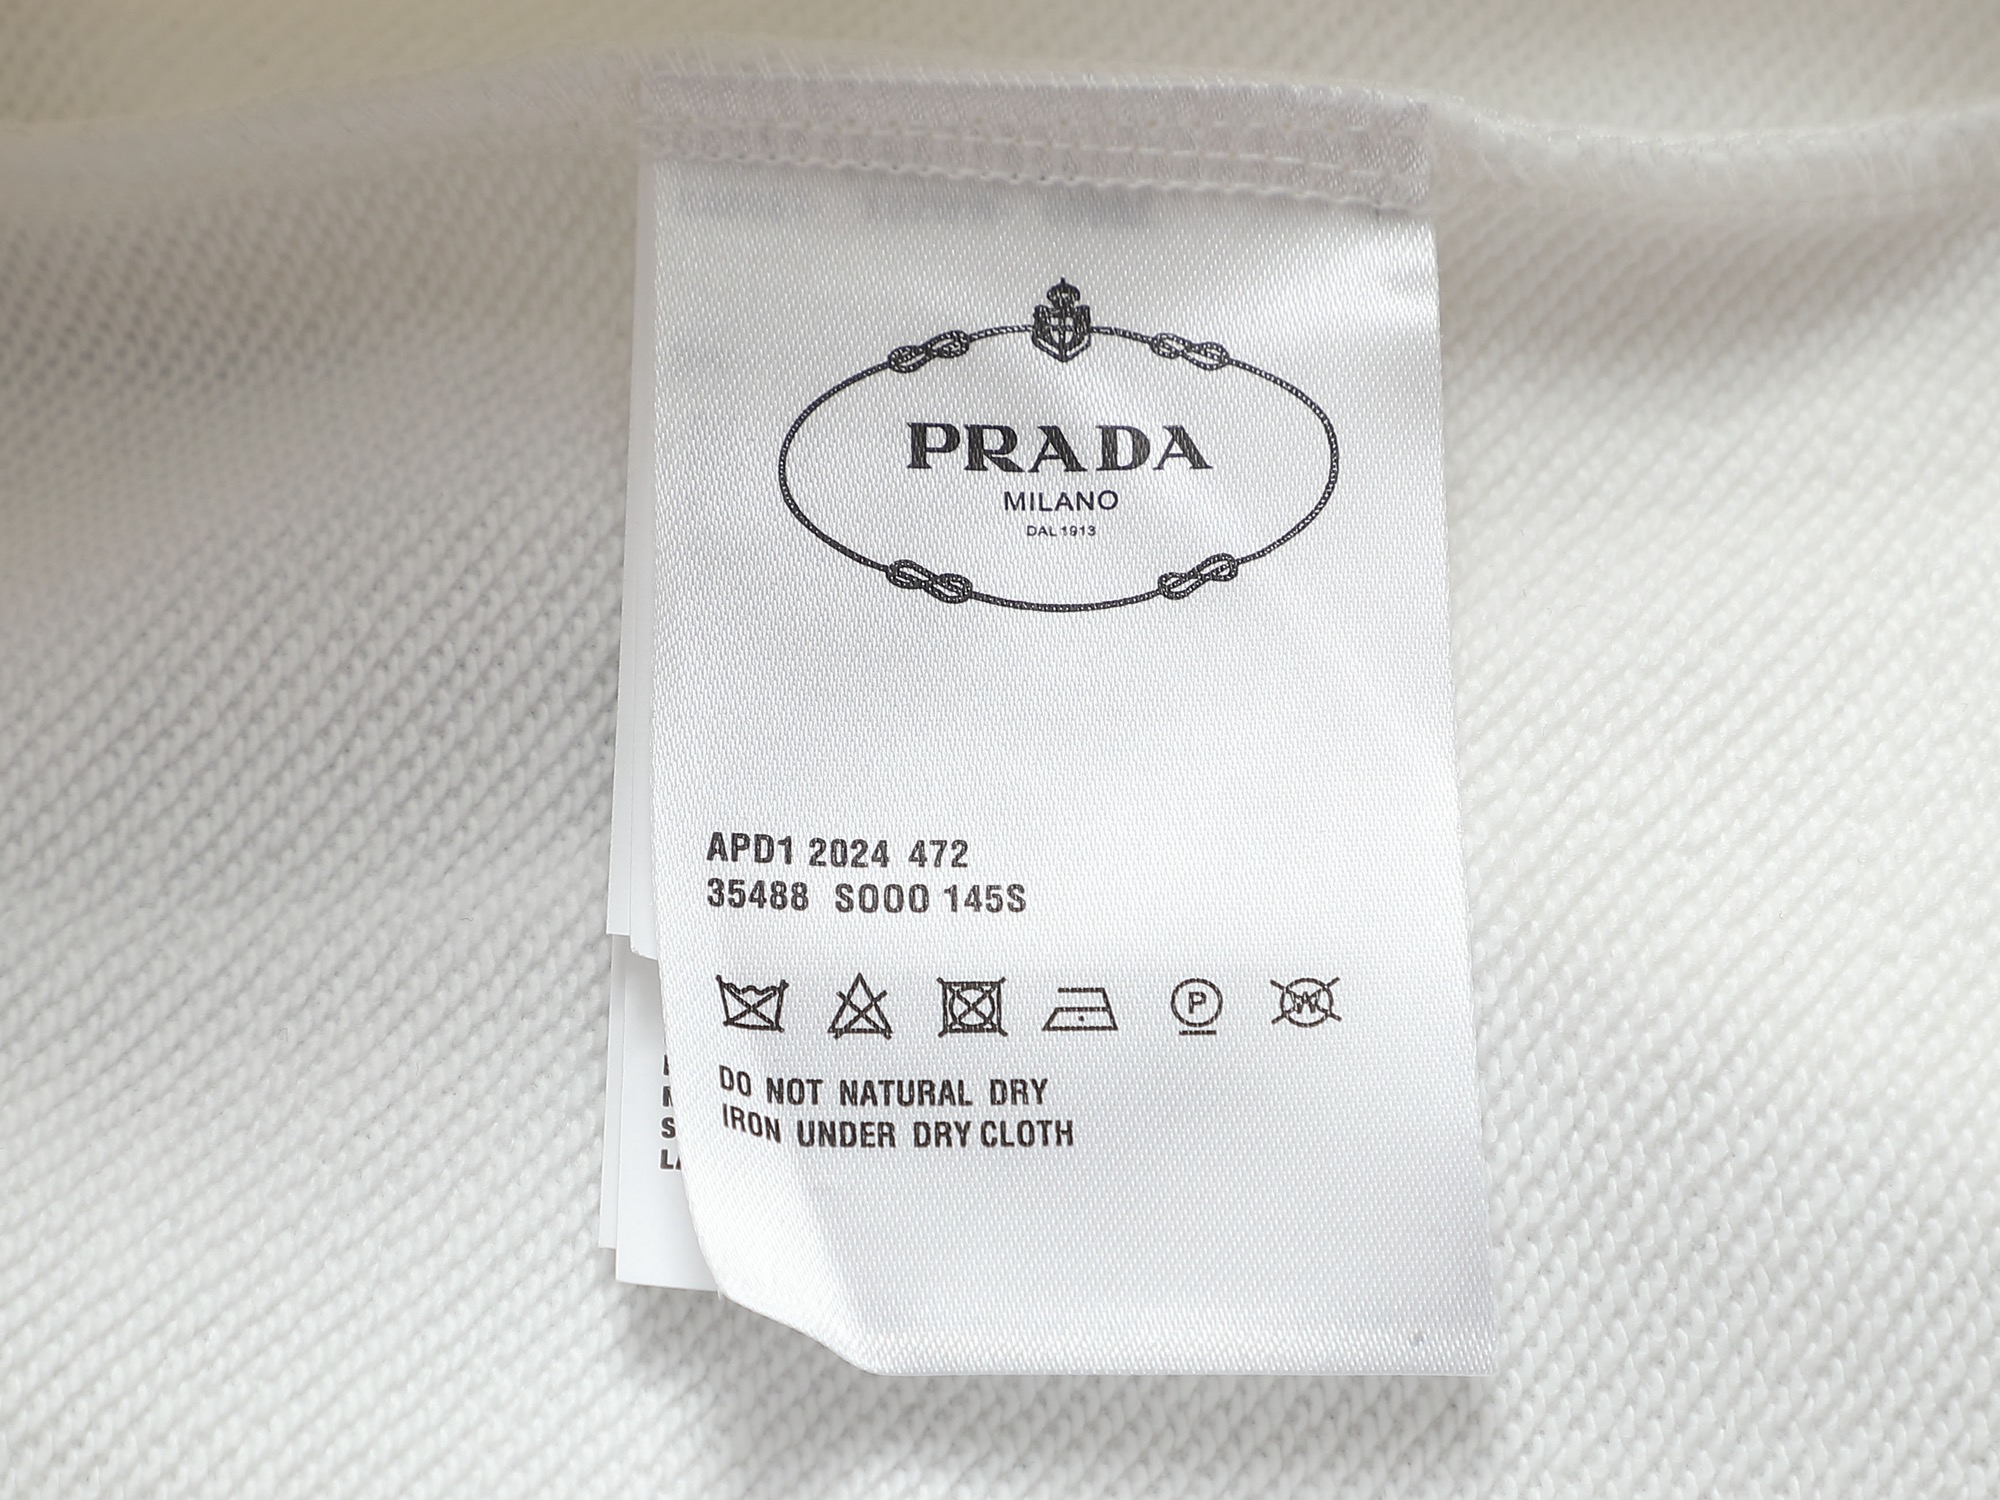 PRADA
MILANO
DAL 1913
APD1 2024 472
35488 S000 145S
P
W
DO NOT NATURAL DRY
IRON UNDER DRY CLOTH